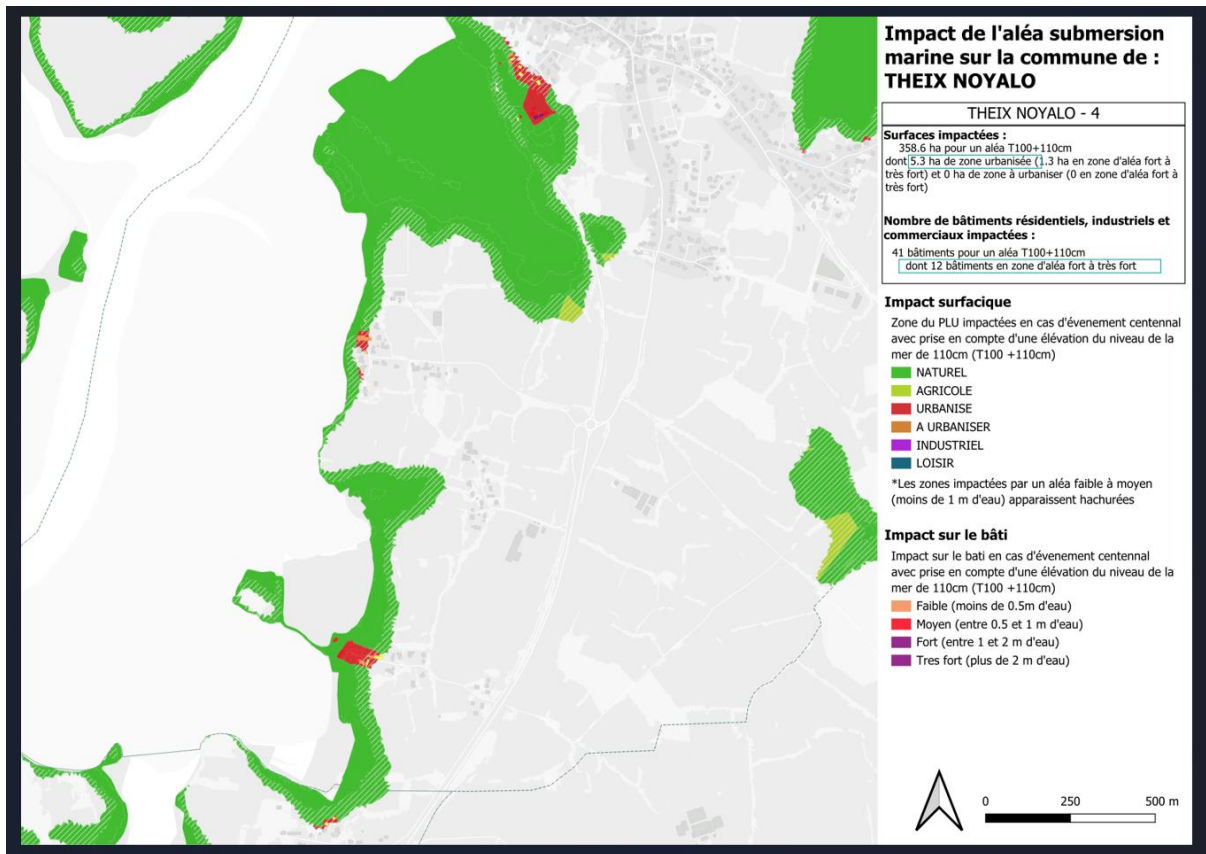 Impact de l'aléa submersion
marine sur la commune de :
THEIX NOYALO
THEIX NOYALO - 4
Surfaces impactées :
358.6 ha pour un aléa T100+110cm
dont 5.3 ha de zone urbanisée (1.3 ha en zone d'aléa fort à
très fort) et 0 ha de zone à urbaniser (0 en zone d'aléa fort à
très fort)
Nombre de bâtiments résidentiels, industriels et
commerciaux impactées :
41 bâtiments pour un aléa T100+110cm
dont 12 bâtiments en zone d'aléa fort à très fort
Impact surfacique
Zone du PLU impactées en cas d'évenement centennal
avec prise en compte d'une élévation du niveau de la
mer de 110cm (T100 +110cm)
NATUREL
AGRICOLE
URBANISE
A URBANISER
INDUSTRIEL
LOISIR
*Les zones impactées par un aléa faible à moyen
(moins de 1 m d'eau) apparaissent hachurées
Impact sur le bâti
Impact sur le bati en cas d'évenement centennal
avec prise en compte d'une élévation du niveau de la
mer de 110cm (T100 +110cm)
Faible (moins de 0.5m d'eau)
Moyen (entre 0.5 et 1 m d'eau)
Fort (entre 1 et 2 m d'eau)
Tres fort (plus de 2 m d'eau)
0 250 500 m